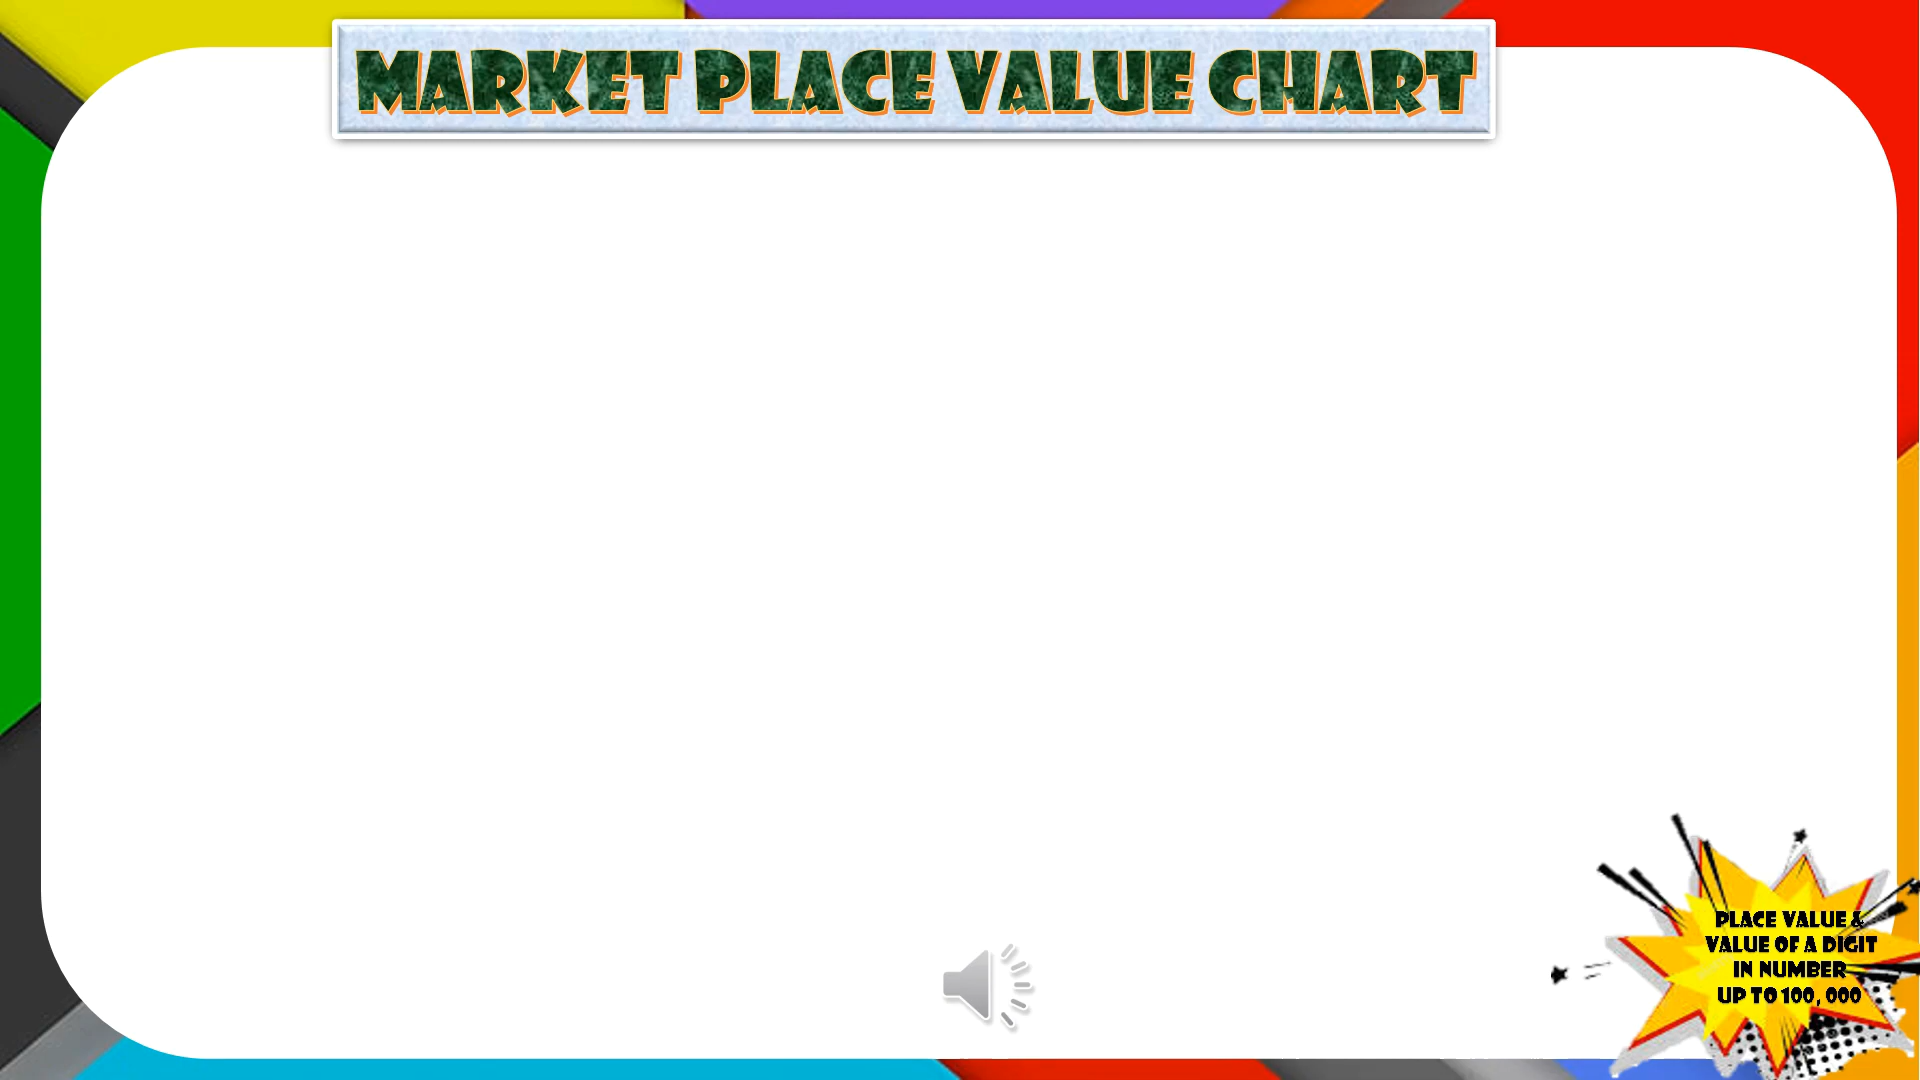 MARKET PLACE VALUE CHART
PLACE VALUE &
VALUE OF A DIGIT
IN NUMBER
UP TO 100, 000